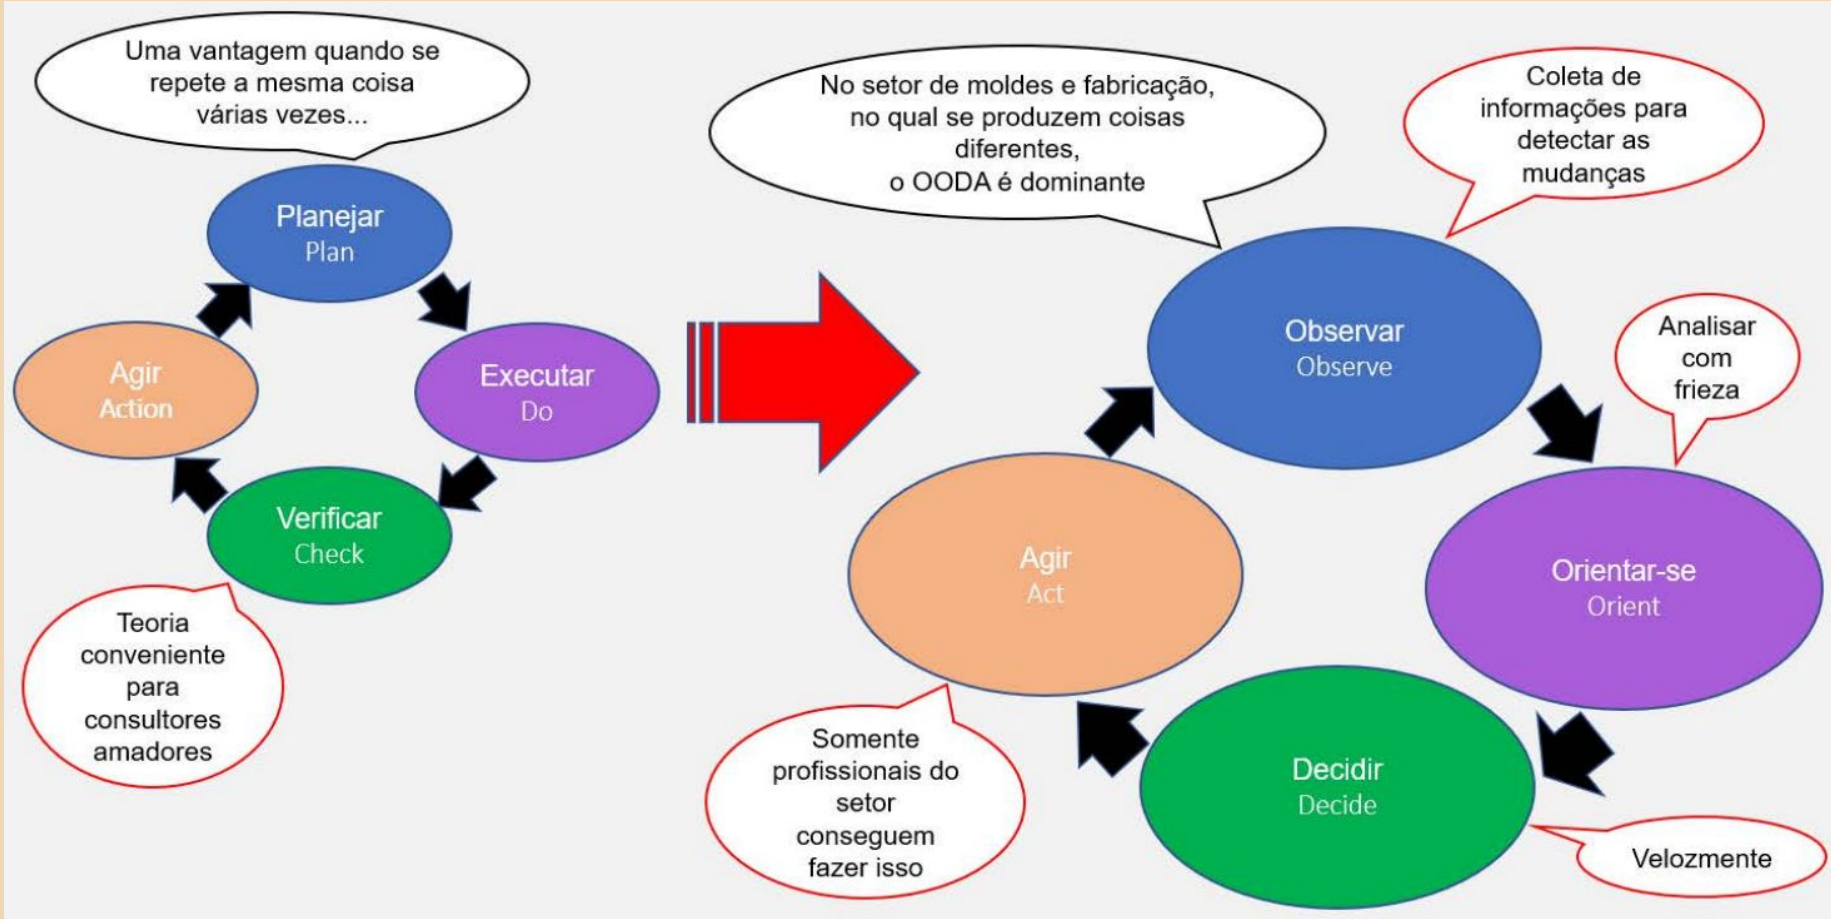 Uma vantagem quando se
repete a mesma coisa
várias vezes...
Planejar
Plan
Executar
Do
Verificar
Check
Agir
Action
Teoria
conveniente
para
consultores
amadores
No setor de moldes e fabricação,
no qual se produzem coisas
diferentes,
o OODA é dominante
Coleta de
informações para
detectar as
mudanças
Observar
Observe
Analisar
com
frieza
Orientar-se
Orient
Decidir
Decide
Velozmente
Agir
Act
Somente
profissionais do
setor
conseguem
fazer isso